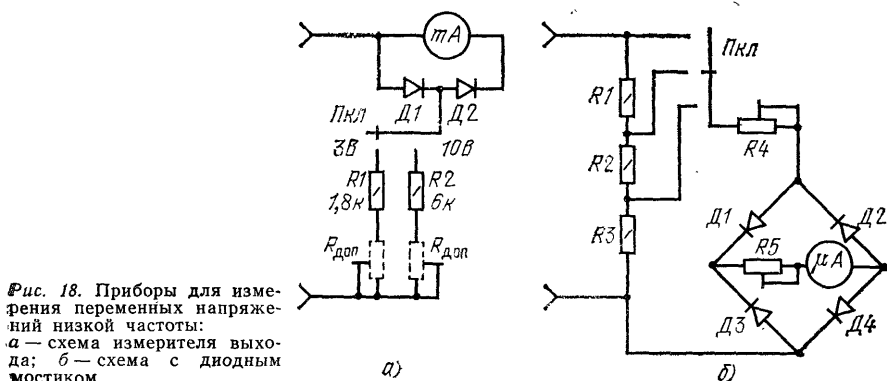 mA
Д1 Д2
Пкл
3В 10В
R1 R2
1,8к 6к
Rдоп Rдоп
а)
Пкл
R1
R4
R2
Д1 Д2
R3
R5 µA
Д3 Д4
б)
Рис. 18. Приборы для изме-
рения переменных напряже-
ний низкой частоты:
а — схема измерителя выхо-
да; б — схема с диодным
мостиком